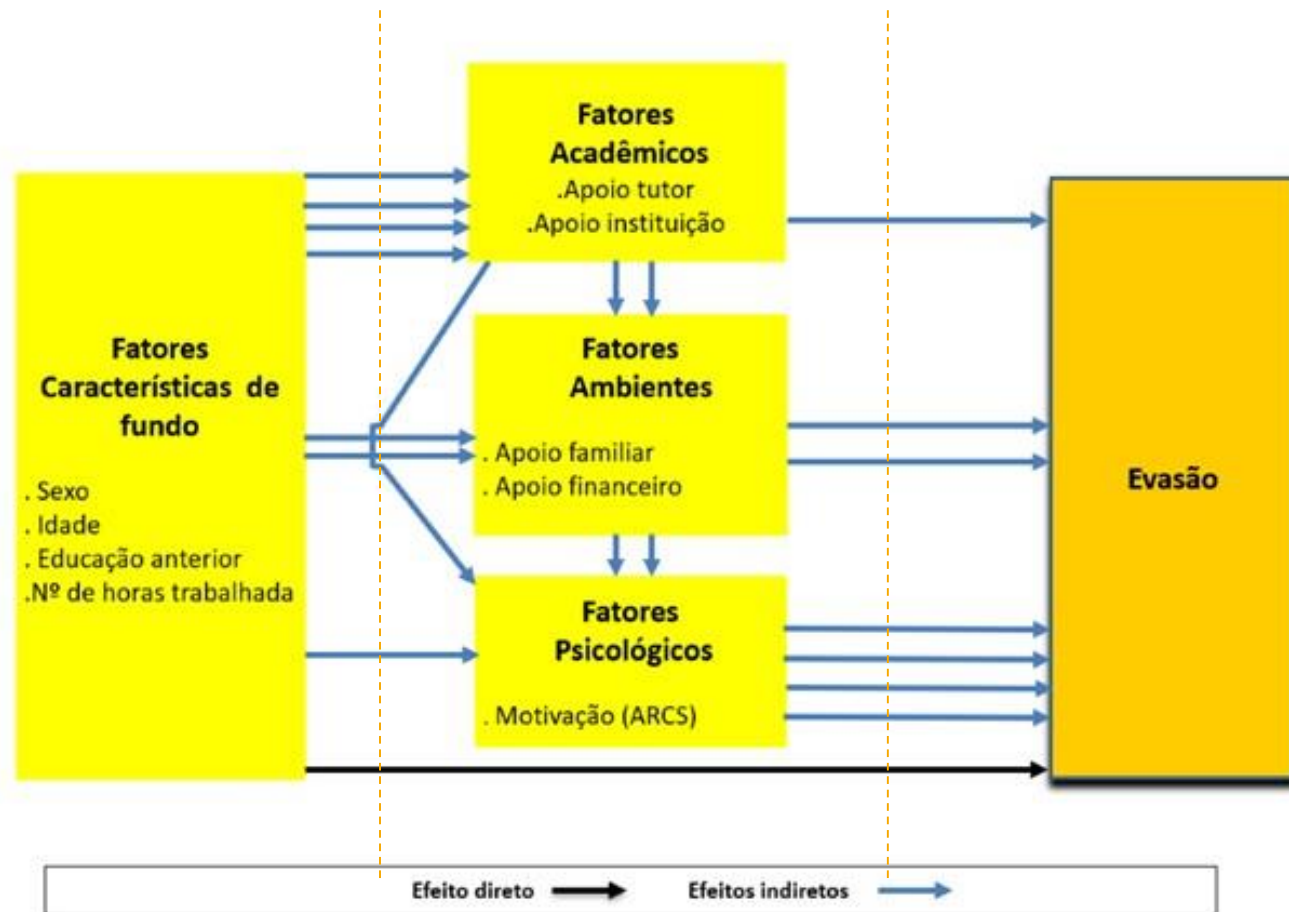 Fatores
Acadêmicos
.Apoio tutor
.Apoio instituição
Fatores
Características de
fundo
. Sexo
. Idade
. Educação anterior
.Nº de horas trabalhada
Fatores
Ambientes
. Apoio familiar
. Apoio financeiro
Fatores
Psicológicos
. Motivação (ARCS)
Evasão
Efeito direto
Efeitos indiretos